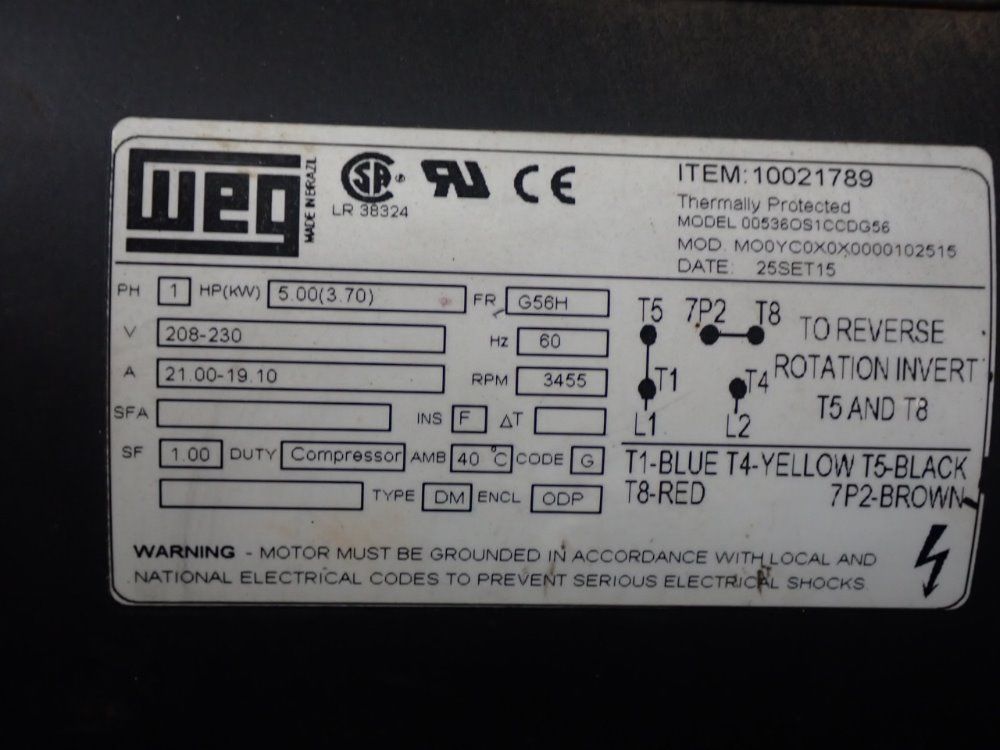 WEG
MADE IN BRAZIL
SA
LR 38324
RU CE
ITEM: 10021789
Thermally Protected
MODEL 00536OS1CCDG56
MOD. MO0YC0X0X0000102515
DATE: 25SET15
PH 1 HP(KW) 5.00(3.70) FR G56H
V 208-230 Hz 60
A 21.00-19.10 RPM 3455
SFA INS F ΔT
SF 1.00 DUTY Compressor AMB 40 °C CODE G
TYPE DM ENCL ODP
T5 7P2 T8
T1 T4
L1 L2
TO REVERSE
ROTATION INVERT
T5 AND T8
T1-BLUE T4-YELLOW T5-BLACK
T8-RED 7P2-BROWN
WARNING - MOTOR MUST BE GROUNDED IN ACCORDANCE WITH LOCAL AND
NATIONAL ELECTRICAL CODES TO PREVENT SERIOUS ELECTRICAL SHOCKS